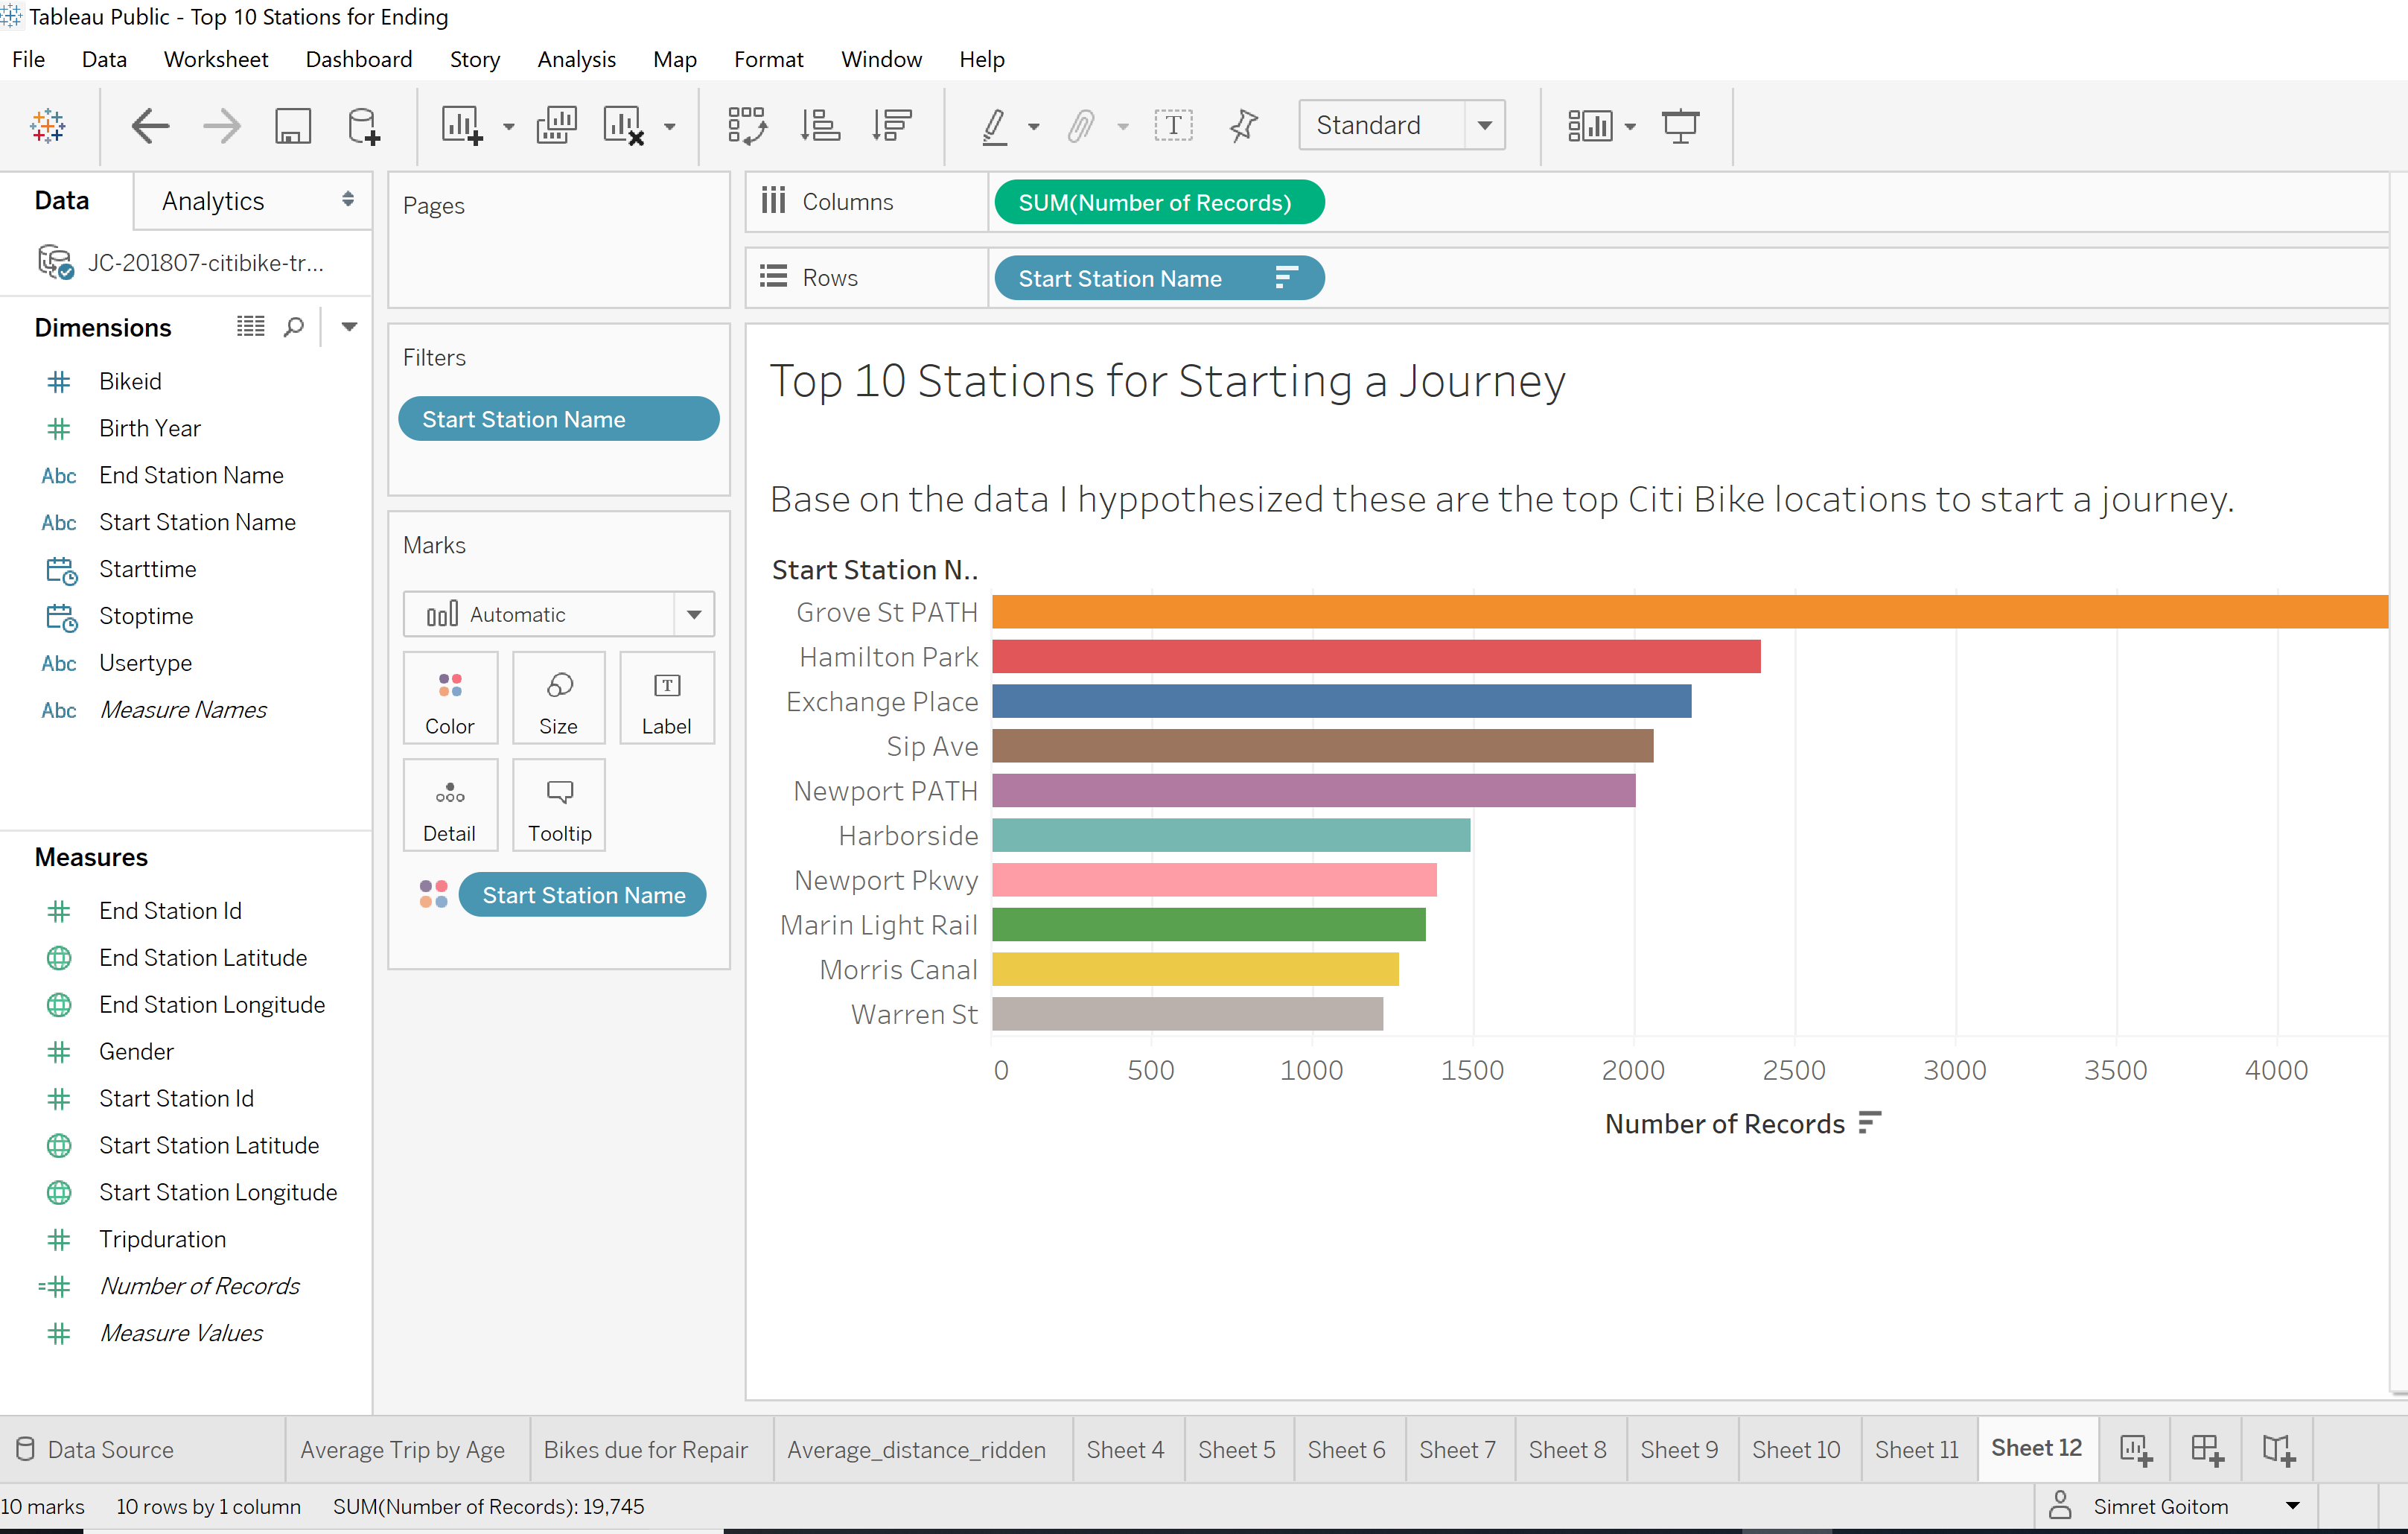 Tableau Public - Top 10 Stations for Ending
File Data Worksheet Dashboard Story Analysis Map Format Window Help
T Standard
Data Analytics
JC-201807-citibike-tr...
Dimensions
Bikeid
Birth Year
Abc End Station Name
Abc Start Station Name
Starttime
Stoptime
Abc Usertype
Abc Measure Names
Measures
End Station Id
End Station Latitude
End Station Longitude
Gender
Start Station Id
Start Station Latitude
Start Station Longitude
Tripduration
Number of Records
Measure Values
Pages
Filters
Start Station Name
Marks
Automatic
Color Size Label
Detail Tooltip
Start Station Name
Columns SUM(Number of Records)
Rows Start Station Name
Top 10 Stations for Starting a Journey
Base on the data I hyppothesized these are the top Citi Bike locations to start a journey.
Start Station N..
Grove St PATH
Hamilton Park
Exchange Place
Sip Ave
Newport PATH
Harborside
Newport Pkwy
Marin Light Rail
Morris Canal
Warren St
0 500 1000 1500 2000 2500 3000 3500 4000
Number of Records
Data Source Average Trip by Age Bikes due for Repair Average_distance_ridden Sheet 4 Sheet 5 Sheet 6 Sheet 7 Sheet 8 Sheet 9 Sheet 10 Sheet 11 Sheet 12
10 marks 10 rows by 1 column SUM(Number of Records): 19,745 Simret Goitom